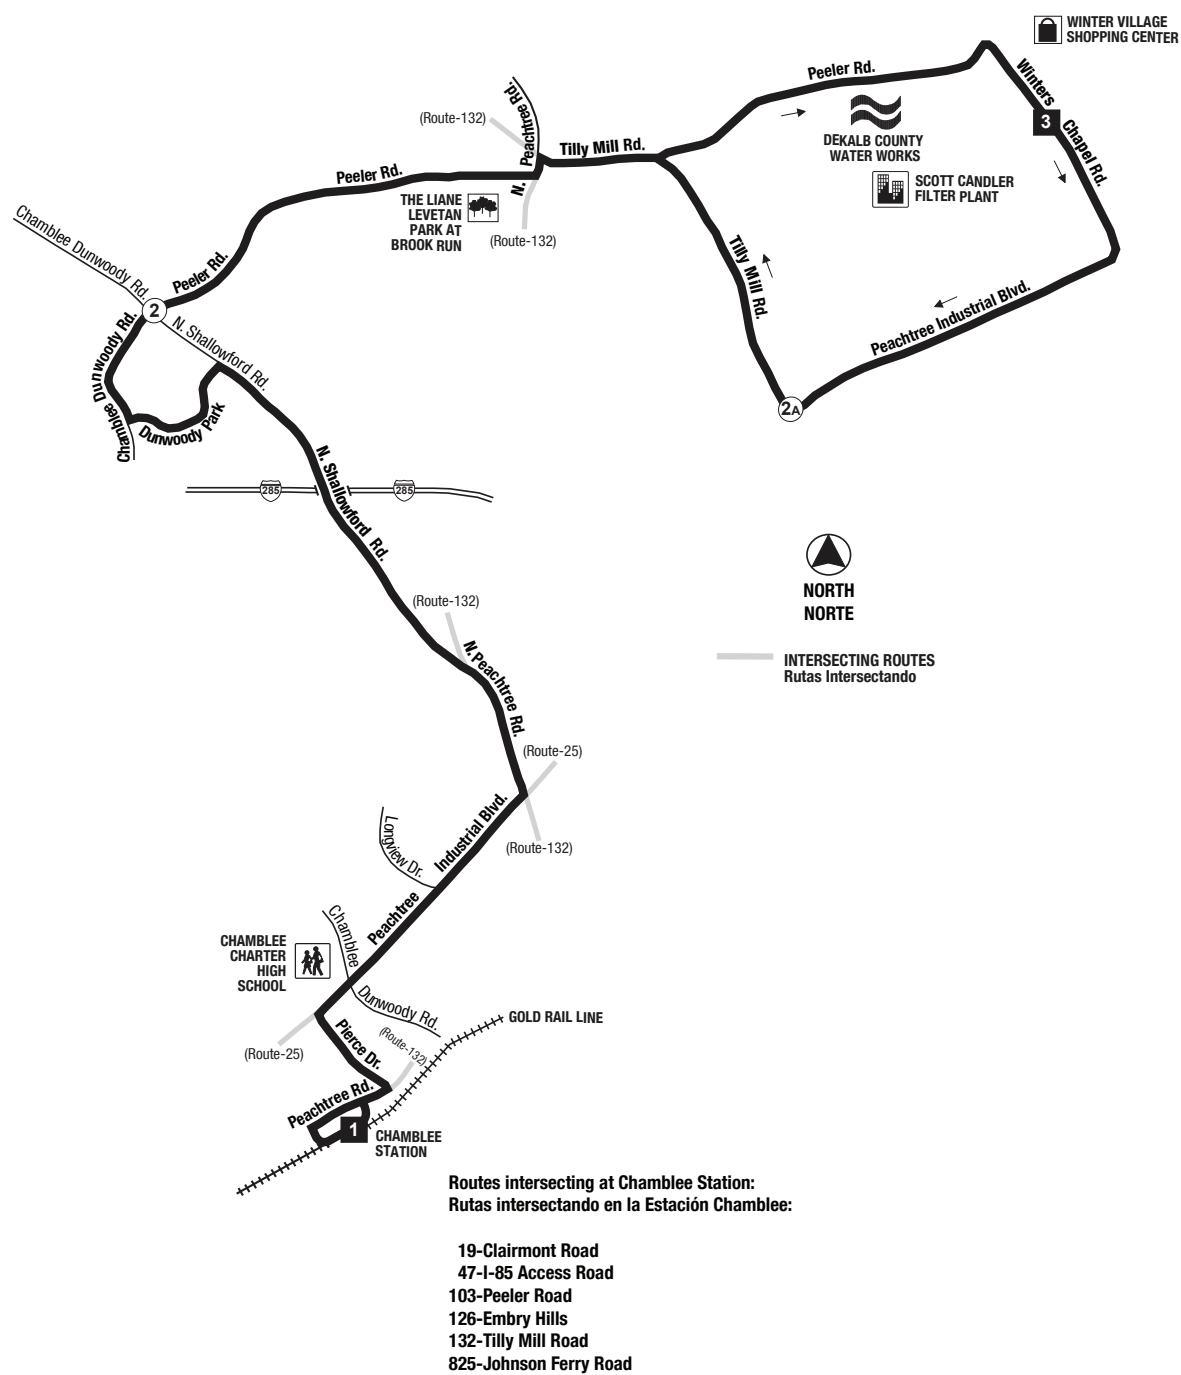 WINTER VILLAGE
SHOPPING CENTER
Peeler Rd.
Winters
Chapel Rd.
3
N. Peachtree Rd.
(Route-132)
Tilly Mill Rd.
DEKALB COUNTY
WATER WORKS
SCOTT CANDLER
FILTER PLANT
Peeler Rd.
THE LIANE
LEVETAN
PARK AT
BROOK RUN
(Route-132)
Chamblee Dunwoody Rd.
Peeler Rd.
Tilly Mill Rd.
Peachtree Industrial Blvd.
2
N. Shallowford Rd.
Chamblee Dunwoody Rd.
Dunwoody Park
2A
N. Shallowford Rd.
285
285
NORTH
NORTE
(Route-132)
N. Peachtree Rd.
INTERSECTING ROUTES
Rutas Intersectando
(Route-25)
Longview Dr.
Peachtree Industrial Blvd.
(Route-132)
Chamblee
Dunwoody Rd.
CHAMBLEE
CHARTER
HIGH
SCHOOL
GOLD RAIL LINE
Pierce Dr.
(Route-132)
(Route-25)
Peachtree Rd.
1
CHAMBLEE
STATION
Routes intersecting at Chamblee Station:
Rutas intersectando en la Estación Chamblee:
19-Clairmont Road
47-I-85 Access Road
103-Peeler Road
126-Embry Hills
132-Tilly Mill Road
825-Johnson Ferry Road